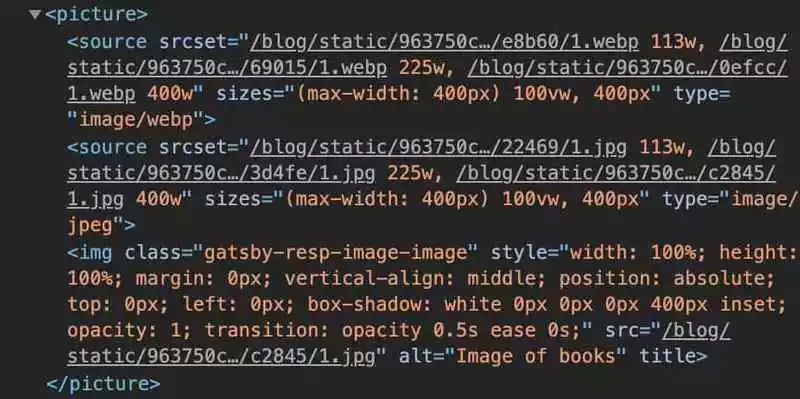 ▼<picture>
<source srcset="/blog/static/963750c…/e8b60/1.webp 113w, /blog/
static/963750c…/69015/1.webp 225w, /blog/static/963750c…/0efcc/
1.webp 400w" sizes="(max-width: 400px) 100vw, 400px" type=
"image/webp">
<source srcset="/blog/static/963750c…/22469/1.jpg 113w, /blog/
static/963750c…/3d4fe/1.jpg 225w, /blog/static/963750c…/c2845/
1.jpg 400w" sizes="(max-width: 400px) 100vw, 400px" type="image/
jpeg">
<img class="gatsby-resp-image-image" style="width: 100%; height:
100%; margin: 0px; vertical-align: middle; position: absolute;
top: 0px; left: 0px; box-shadow: white 0px 0px 0px 400px inset;
opacity: 1; transition: opacity 0.5s ease 0s;" src="/blog/
static/963750c…/c2845/1.jpg" alt="Image of books" title>
</picture>